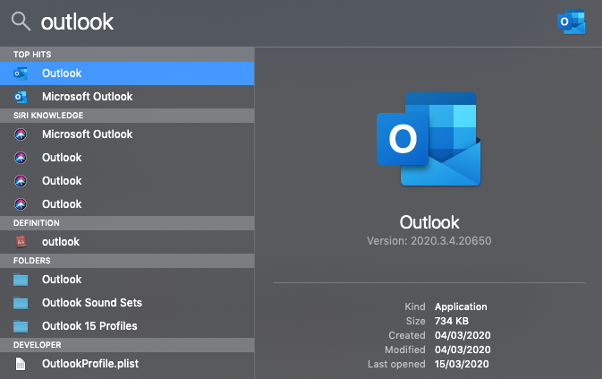 outlook
TOP HITS
Outlook
Microsoft Outlook
SIRI KNOWLEDGE
Microsoft Outlook
Outlook
Outlook
Outlook
DEFINITION
outlook
FOLDERS
Outlook
Outlook Sound Sets
Outlook 15 Profiles
DEVELOPER
OutlookProfile.plist
O
Outlook
Version: 2020.3.4.20650
Kind Application
Size 734 KB
Created 04/03/2020
Modified 04/03/2020
Last opened 15/03/2020